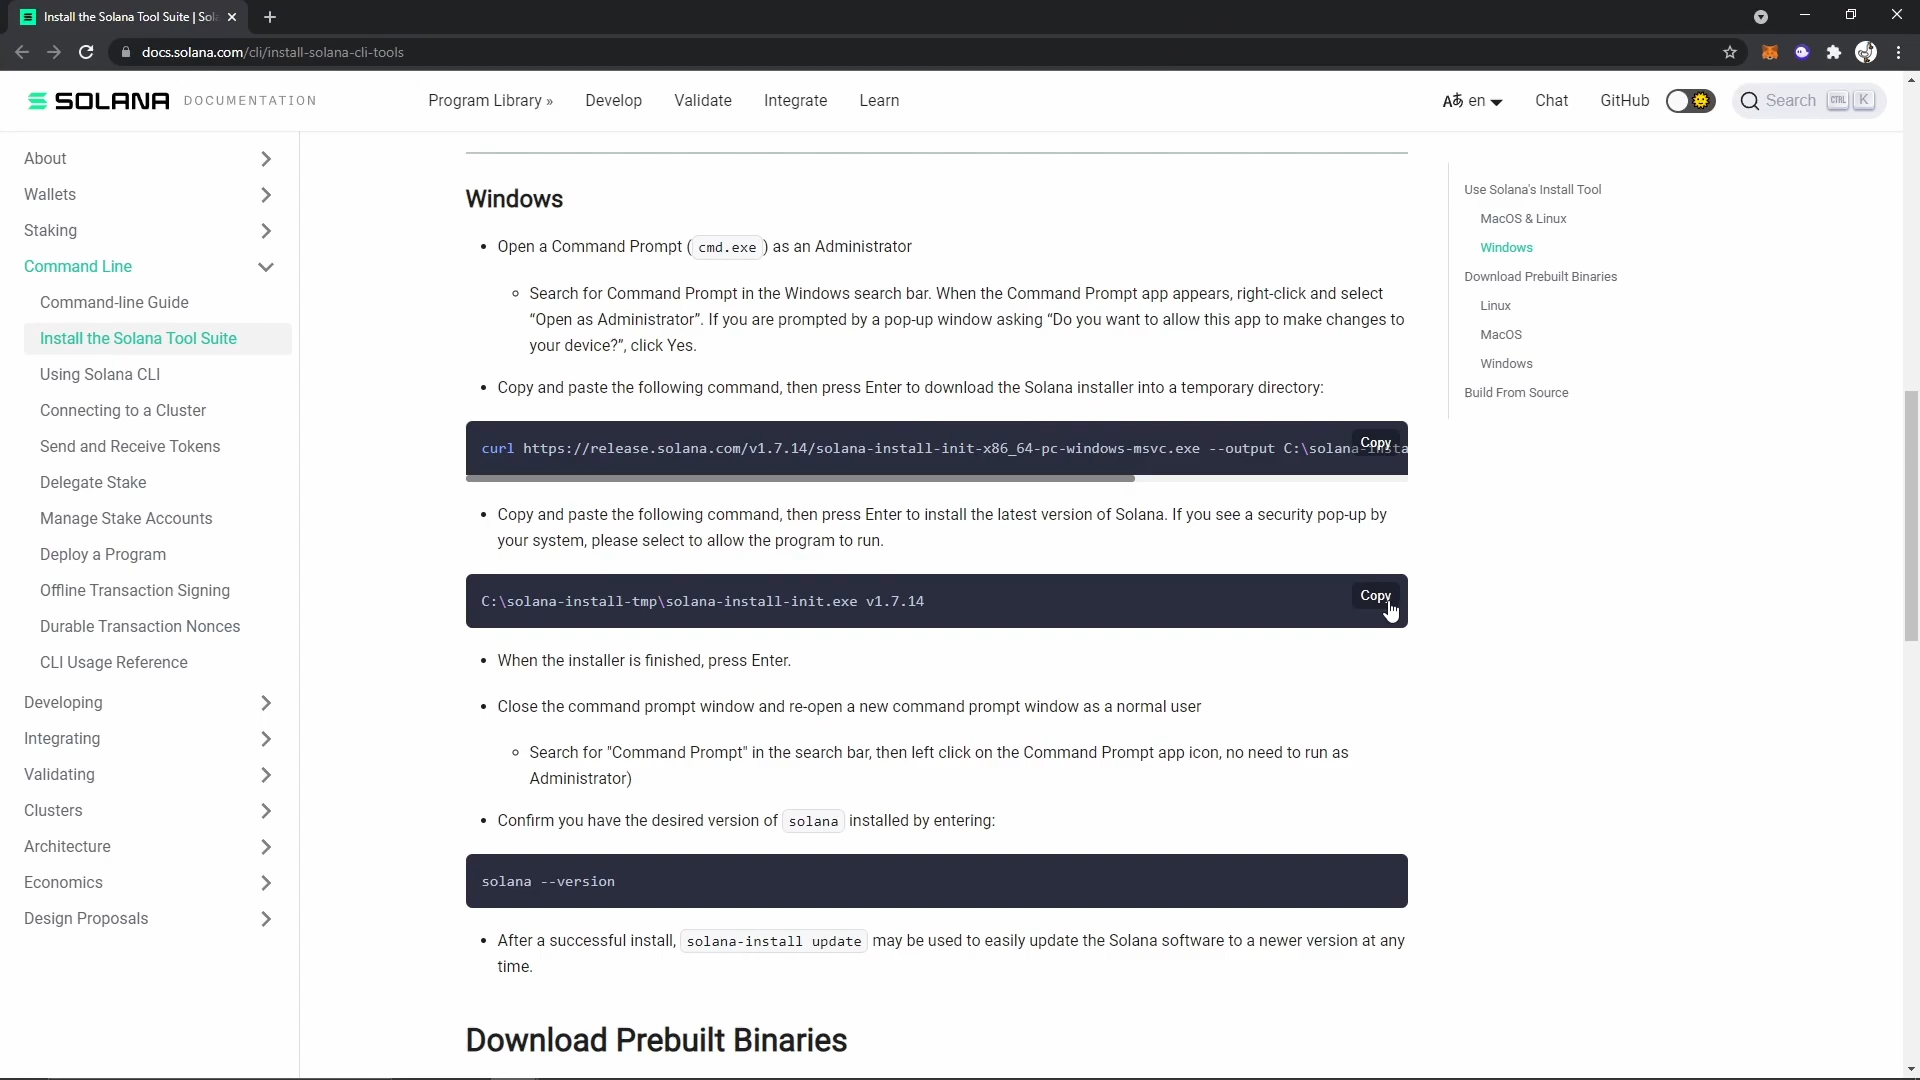 Install the Solana Tool Suite | Sol
docs.solana.com/cli/install-solana-cli-tools
SOLANA DOCUMENTATION
Program Library »
Develop
Validate
Integrate
Learn
Aあ en
Chat
GitHub
Search CTRL K
About
Wallets
Staking
Command Line
Command-line Guide
Install the Solana Tool Suite
Using Solana CLI
Connecting to a Cluster
Send and Receive Tokens
Delegate Stake
Manage Stake Accounts
Deploy a Program
Offline Transaction Signing
Durable Transaction Nonces
CLI Usage Reference
Developing
Integrating
Validating
Clusters
Architecture
Economics
Design Proposals
Windows
• Open a Command Prompt (cmd.exe) as an Administrator
Search for Command Prompt in the Windows search bar. When the Command Prompt app appears, right-click and select
“Open as Administrator”. If you are prompted by a pop-up window asking “Do you want to allow this app to make changes to
your device?”, click Yes.
• Copy and paste the following command, then press Enter to download the Solana installer into a temporary directory:
curl https://release.solana.com/v1.7.14/solana-install-init-x86_64-pc-windows-msvc.exe --output C:\solana-insta
Copy
• Copy and paste the following command, then press Enter to install the latest version of Solana. If you see a security pop-up by
your system, please select to allow the program to run.
C:\solana-install-tmp\solana-install-init.exe v1.7.14
Copy
• When the installer is finished, press Enter.
• Close the command prompt window and re-open a new command prompt window as a normal user
Search for "Command Prompt" in the search bar, then left click on the Command Prompt app icon, no need to run as
Administrator)
• Confirm you have the desired version of solana installed by entering:
solana --version
• After a successful install, solana-install update may be used to easily update the Solana software to a newer version at any
time.
Download Prebuilt Binaries
Use Solana's Install Tool
MacOS & Linux
Windows
Download Prebuilt Binaries
Linux
MacOS
Windows
Build From Source